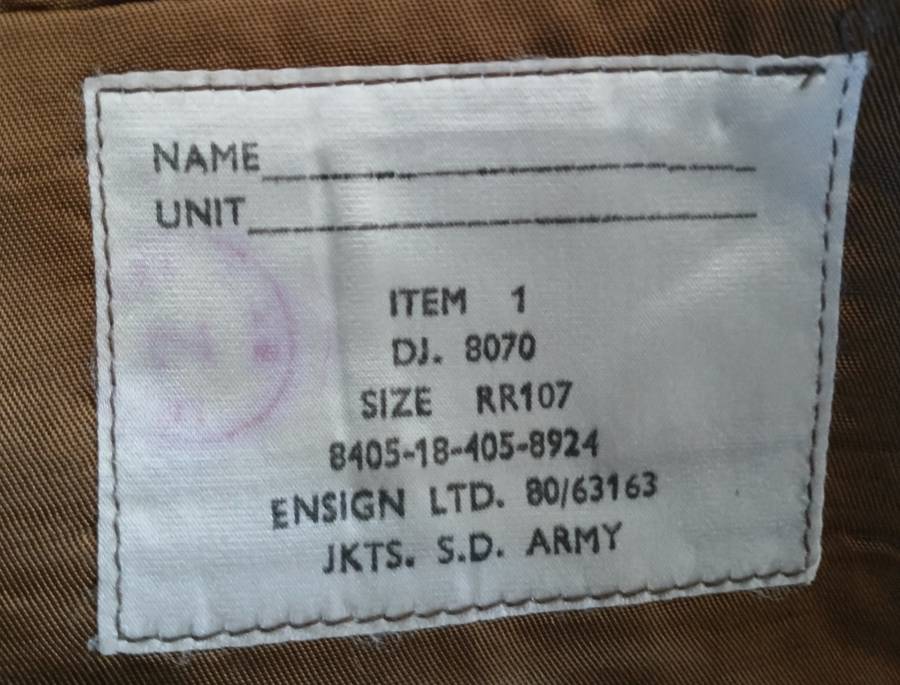 NAME
UNIT
ITEM 1
DJ. 8070
SIZE RR107
8405-18-405-8924
ENSIGN LTD. 80/63163
JKTS. S.D. ARMY